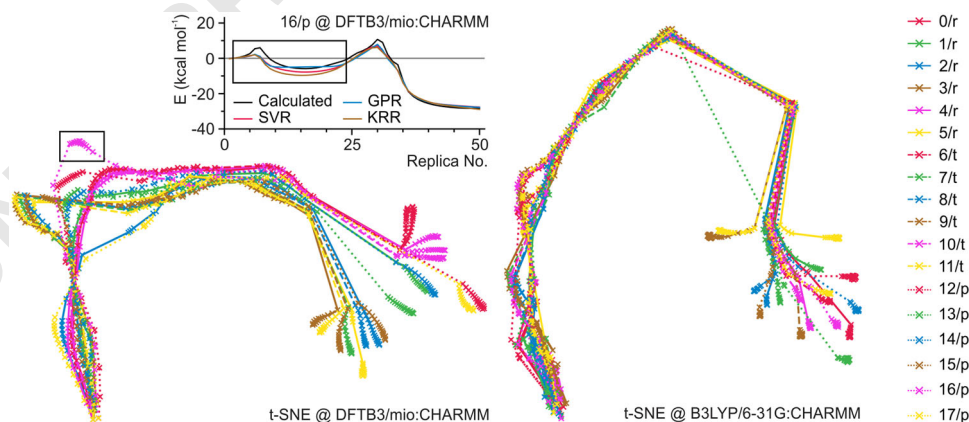 16/p @ DFTB3/mio:CHARMM
E (kcal mol⁻¹)
20
0
-20
-40
Calculated
GPR
SVR
KRR
0
25
50
Replica No.
t-SNE @ DFTB3/mio:CHARMM
t-SNE @ B3LYP/6-31G:CHARMM
0/r
1/r
2/r
3/r
4/r
5/r
6/t
7/t
8/t
9/t
10/t
11/t
12/p
13/p
14/p
15/p
16/p
17/p